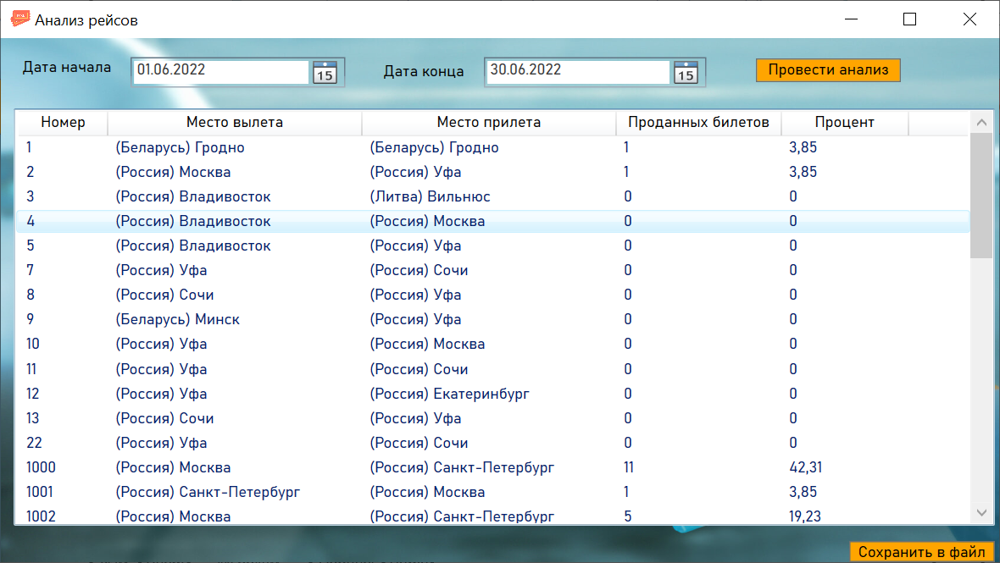 Анализ рейсов
Дата начала 01.06.2022 15 Дата конца 30.06.2022 15 Провести анализ
Номер Место вылета Место прилета Проданных билетов Процент
1 (Беларусь) Гродно (Беларусь) Гродно 1 3,85
2 (Россия) Москва (Россия) Уфа 1 3,85
3 (Россия) Владивосток (Литва) Вильнюс 0 0
4 (Россия) Владивосток (Россия) Москва 0 0
5 (Россия) Владивосток (Россия) Уфа 0 0
7 (Россия) Уфа (Россия) Сочи 0 0
8 (Россия) Сочи (Россия) Уфа 0 0
9 (Беларусь) Минск (Россия) Уфа 0 0
10 (Россия) Уфа (Россия) Москва 0 0
11 (Россия) Уфа (Россия) Сочи 0 0
12 (Россия) Уфа (Россия) Екатеринбург 0 0
13 (Россия) Сочи (Россия) Уфа 0 0
22 (Россия) Уфа (Россия) Сочи 0 0
1000 (Россия) Москва (Россия) Санкт-Петербург 11 42,31
1001 (Россия) Санкт-Петербург (Россия) Москва 1 3,85
1002 (Россия) Москва (Россия) Санкт-Петербург 5 19,23
Сохранить в файл